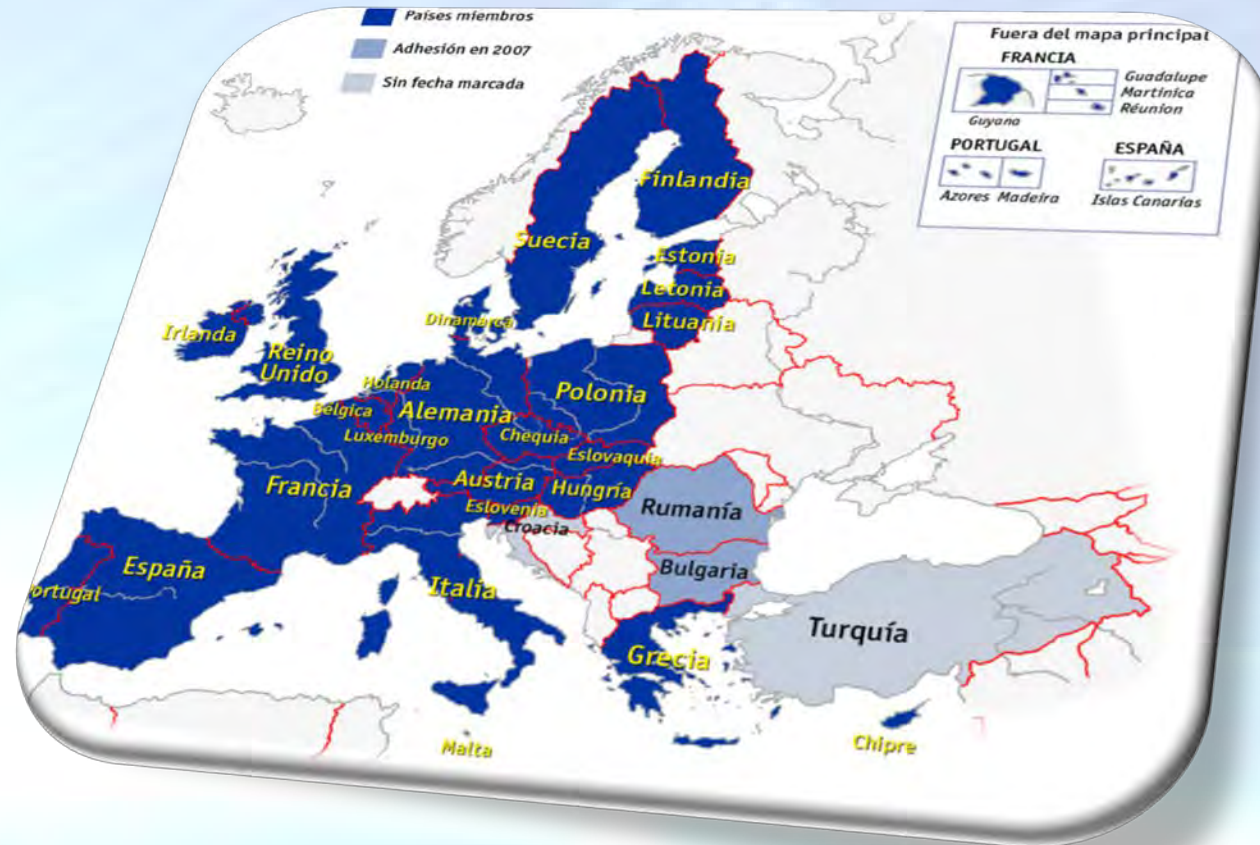 Países miembros
Adhesión en 2007
Sin fecha marcada
Fuera del mapa principal
FRANCIA
Guadalupe
Martinica
Réunion
Guyana
PORTUGAL
ESPAÑA
Azores Madeira
Islas Canarias
Finlandia
Suecia
Estonia
Letonia
Lituania
Dinamarca
Irlanda
Reino
Unido
Holanda
Polonia
Belgica
Alemania
Luxemburgo
Chequia
Eslovaquia
Francia
Austria
Hungría
Eslovenia
Rumanía
Croacia
España
Bulgaria
ortugal
Italia
Turquía
Grecia
Malta
Chipre